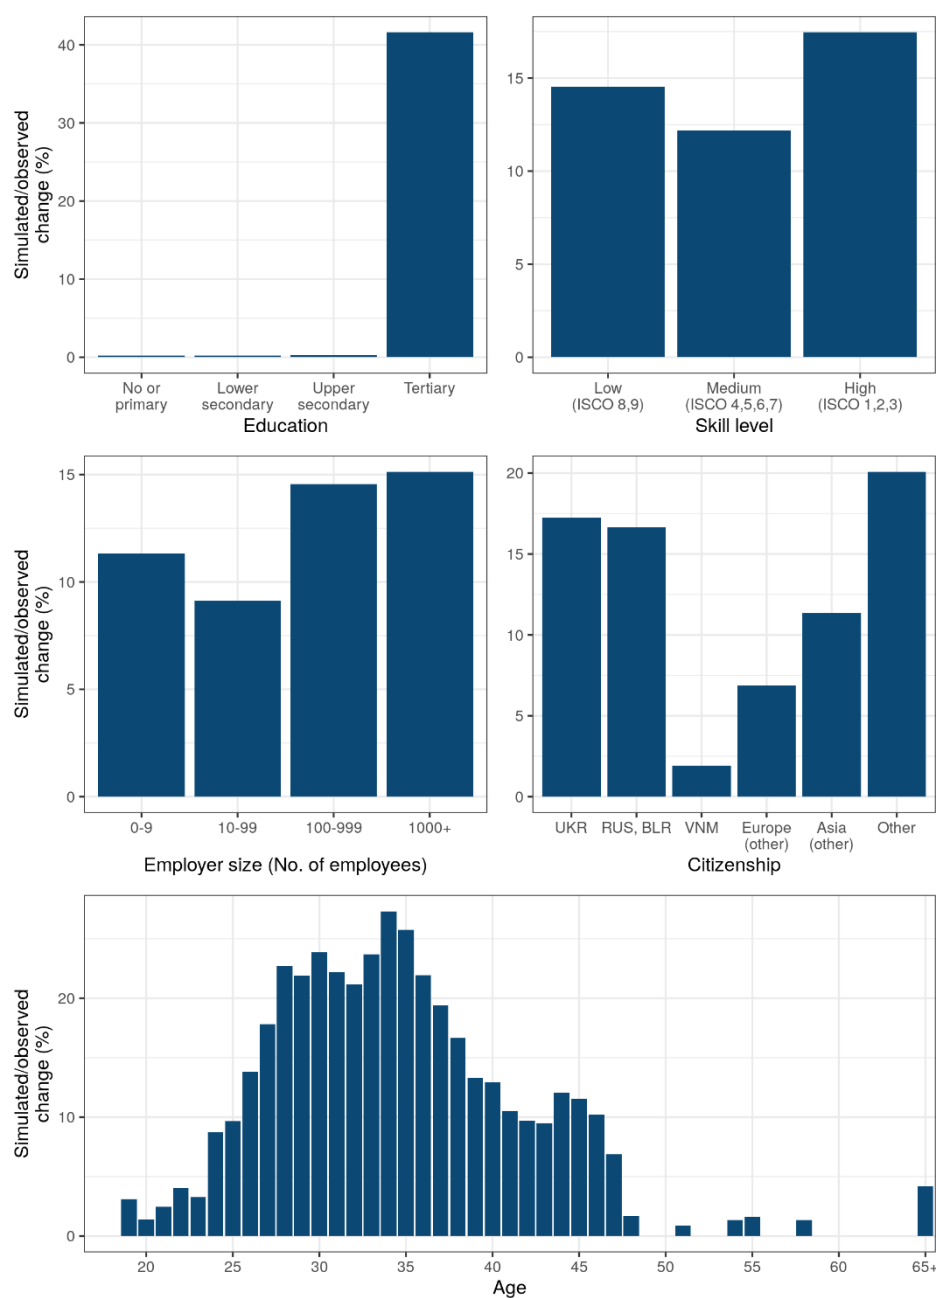 Simulated/observed
change (%)
40
30
20
10
0
No or
primary
Lower
secondary
Upper
secondary
Tertiary
Education
15
10
5
0
Low
(ISCO 8,9)
Medium
(ISCO 4,5,6,7)
High
(ISCO 1,2,3)
Skill level
Simulated/observed
change (%)
15
10
5
0
0-9
10-99
100-999
1000+
Employer size (No. of employees)
20
15
10
5
0
UKR
RUS, BLR
VNM
Europe
(other)
Asia
(other)
Other
Citizenship
Simulated/observed
change (%)
20
10
0
20
25
30
35
40
45
50
55
60
65+
Age